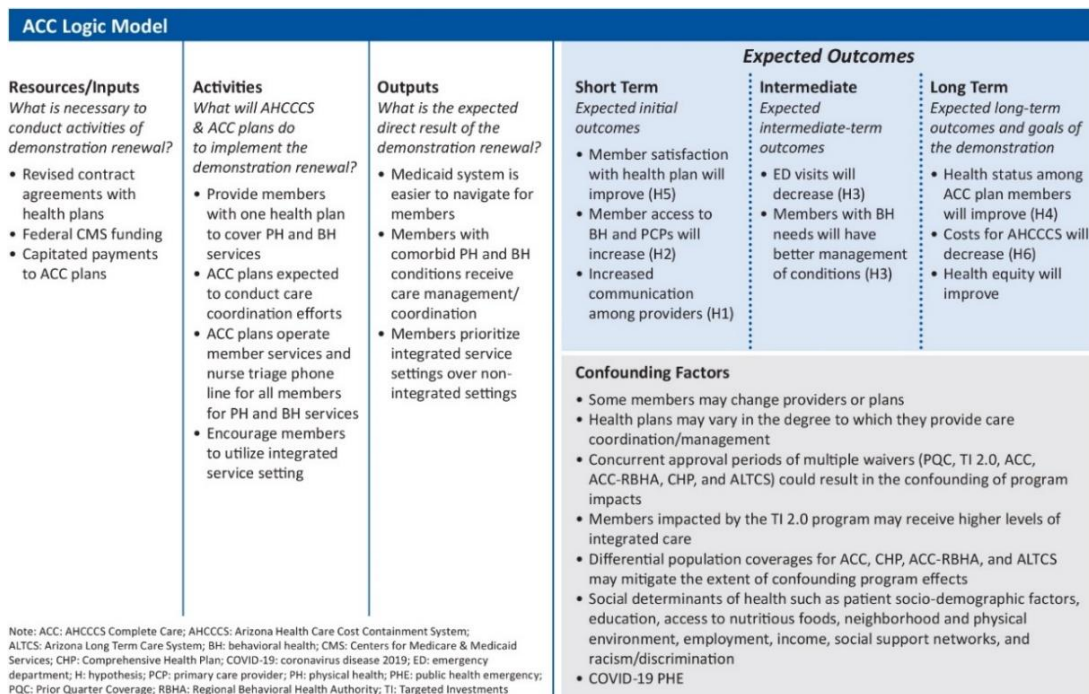 ACC Logic Model
Resources/Inputs
What is necessary to
conduct activities of
demonstration renewal?
• Revised contract
agreements with
health plans
• Federal CMS funding
• Capitated payments
to ACC plans
Activities
What will AHCCCS
& ACC plans do
to implement the
demonstration renewal?
• Provide members
with one health plan
to cover PH and BH
services
• ACC plans expected
to conduct care
coordination efforts
• ACC plans operate
member services and
nurse triage phone
line for all members
for PH and BH services
• Encourage members
to utilize integrated
service setting
Outputs
What is the expected
direct result of the
demonstration renewal?
• Medicaid system is
easier to navigate for
members
• Members with
comorbid PH and BH
conditions receive
care management/
coordination
• Members prioritize
integrated service
settings over non-
integrated settings
Expected Outcomes
Short Term
Expected initial
outcomes
• Member satisfaction
with health plan will
improve (H5)
• Member access to
BH and PCPs will
increase (H2)
• Increased
communication
among providers (H1)
Intermediate
Expected
intermediate-term
outcomes
• ED visits will
decrease (H3)
• Members with BH
needs will have
better management
of conditions (H3)
Long Term
Expected long-term
outcomes and goals of
the demonstration
• Health status among
ACC plan members
will improve (H4)
• Costs for AHCCCS will
decrease (H6)
• Health equity will
improve
Confounding Factors
• Some members may change providers or plans
• Health plans may vary in the degree to which they provide care
coordination/management
• Concurrent approval periods of multiple waivers (PQC, TI 2.0, ACC,
ACC-RBHA, CHP, and ALTCS) could result in the confounding of program
impacts
• Members impacted by the TI 2.0 program may receive higher levels of
integrated care
• Differential population coverages for ACC, CHP, ACC-RBHA, and ALTCS
may mitigate the extent of confounding program effects
• Social determinants of health such as patient socio-demographic factors,
education, access to nutritious foods, neighborhood and physical
environment, employment, income, social support networks, and
racism/discrimination
• COVID-19 PHE
Note: ACC: AHCCCS Complete Care; AHCCCS: Arizona Health Care Cost Containment System;
ALTCS: Arizona Long Term Care System; BH: behavioral health; CMS: Centers for Medicare & Medicaid
Services; CHP: Comprehensive Health Plan; COVID-19: coronavirus disease 2019; ED: emergency
department; H: hypothesis; PCP: primary care provider; PH: physical health; PHE: public health emergency;
PQC: Prior Quarter Coverage; RBHA: Regional Behavioral Health Authority; TI: Targeted Investments